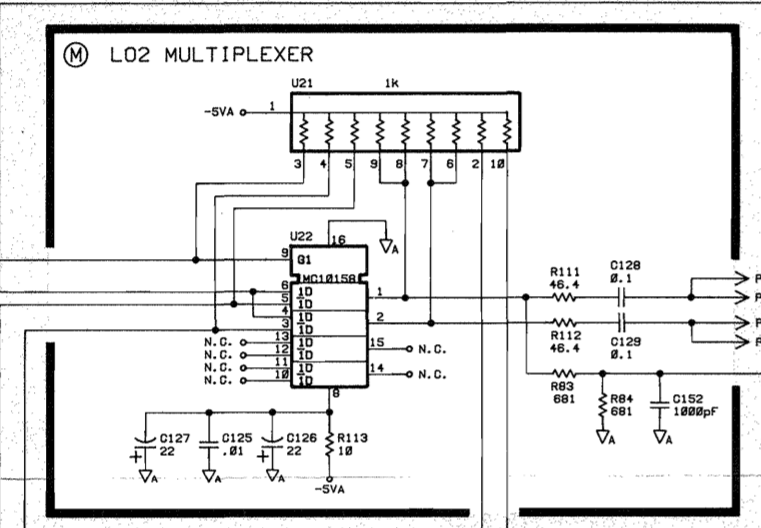 M LO2 MULTIPLEXER
U21 1k
-5VA 1
3 4 5 9 8 7 6 2 10
U22
16
A
9 G1
MC10158
6 1D
5 1D
4 1D
3 1D
N.C. 13 1D
N.C. 12 1D
N.C. 11 1D
N.C. 10 1D
1
2
15 N.C.
14 N.C.
8
R111
46.4
C128
0.1
P
P
R112
46.4
C129
0.1
P
P
R83
681
R84
681
C152
1000pF
A
A
C127
22
+
A
C125
.01
A
C126
22
+
A
R113
10
-5VA